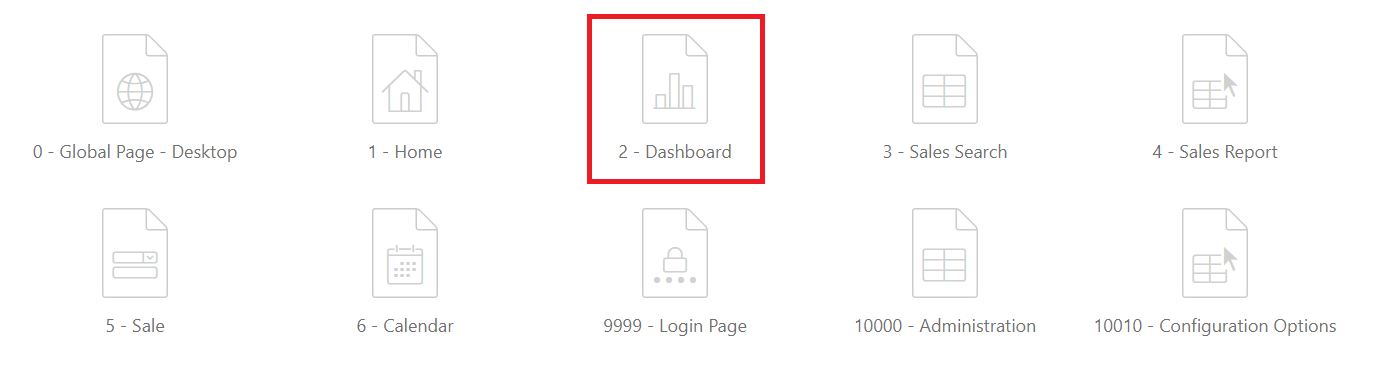 0 - Global Page - Desktop
1 - Home
2 - Dashboard
3 - Sales Search
4 - Sales Report
5 - Sale
6 - Calendar
9999 - Login Page
10000 - Administration
10010 - Configuration Options